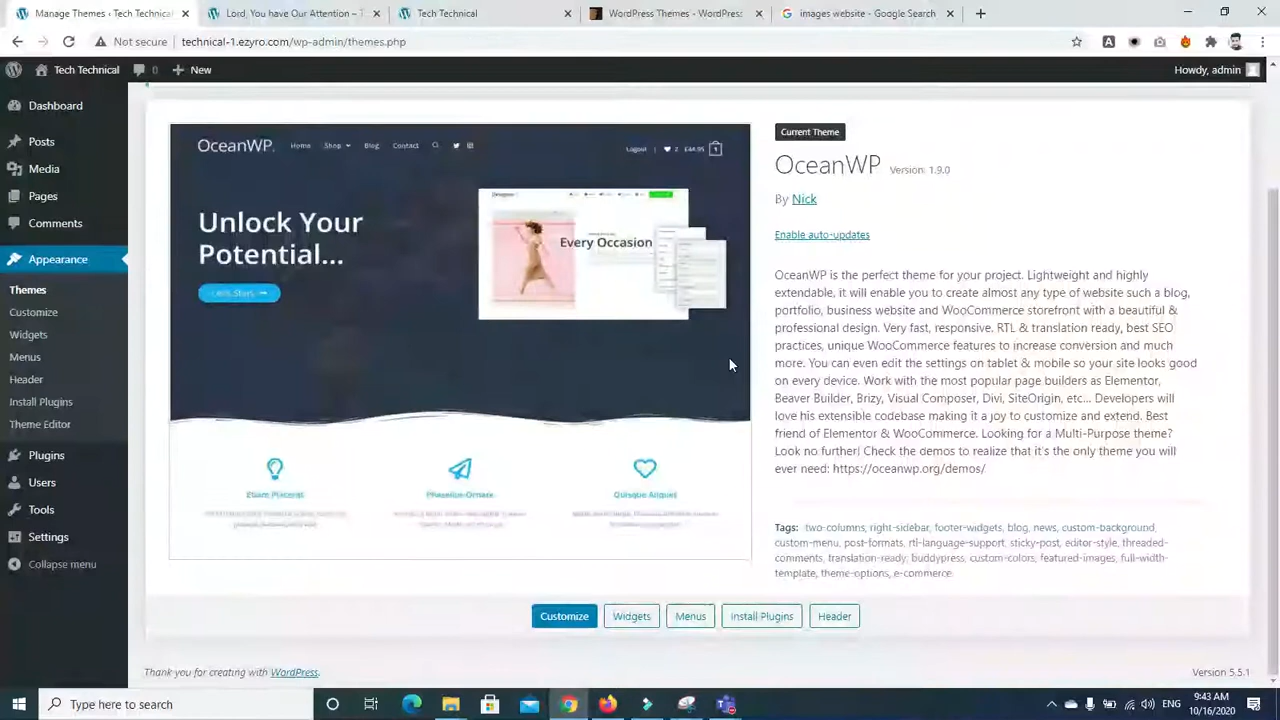 Manage Themes ‹ Tech Technical —
Lord, You have Our Attention – T
Tech Technical
WordPress Themes - WordPress:
images website - Google Search
Not secure | technical-1.ezyro.com/wp-admin/themes.php
Tech Technical
0
New
Howdy, admin
Dashboard
Posts
Media
Pages
Comments
Appearance
Themes
Customize
Widgets
Menus
Header
Install Plugins
Theme Editor
Plugins
Users
Tools
Settings
Collapse menu
OceanWP.
Home
Shop
Blog
Contact
Logout
2
1
Unlock Your
Potential...
Every Occasion
Etiam Placerat
Phasellus Ornare
Quisque Aliquet
Current Theme
OceanWP Version: 1.9.0
By Nick
Enable auto-updates
OceanWP is the perfect theme for your project. Lightweight and highly
extendable, it will enable you to create almost any type of website such a blog,
portfolio, business website and WooCommerce storefront with a beautiful &
professional design. Very fast, responsive. RTL & translation ready, best SEO
practices, unique WooCommerce features to increase conversion and much
more. You can even edit the settings on tablet & mobile so your site looks good
on every device. Work with the most popular page builders as Elementor,
Beaver Builder, Brizy, Visual Composer, Divi, SiteOrigin, etc... Developers will
love his extensible codebase making it a joy to customize and extend. Best
friend of Elementor & WooCommerce. Looking for a Multi-Purpose theme?
Look no further! Check the demos to realize that it's the only theme you will
ever need: https://oceanwp.org/demos/
Tags: two-columns, right-sidebar, footer-widgets, blog, news, custom-background,
custom-menu, post-formats, rtl-language-support, sticky-post, editor-style, threaded-
comments, translation-ready, buddypress, custom-colors, featured-images, full-width-
template, theme-options, e-commerce.
Customize
Widgets
Menus
Install Plugins
Header
Thank you for creating with WordPress.
Version 5.5.1
Type here to search
ENG
9:43 AM
10/16/2020